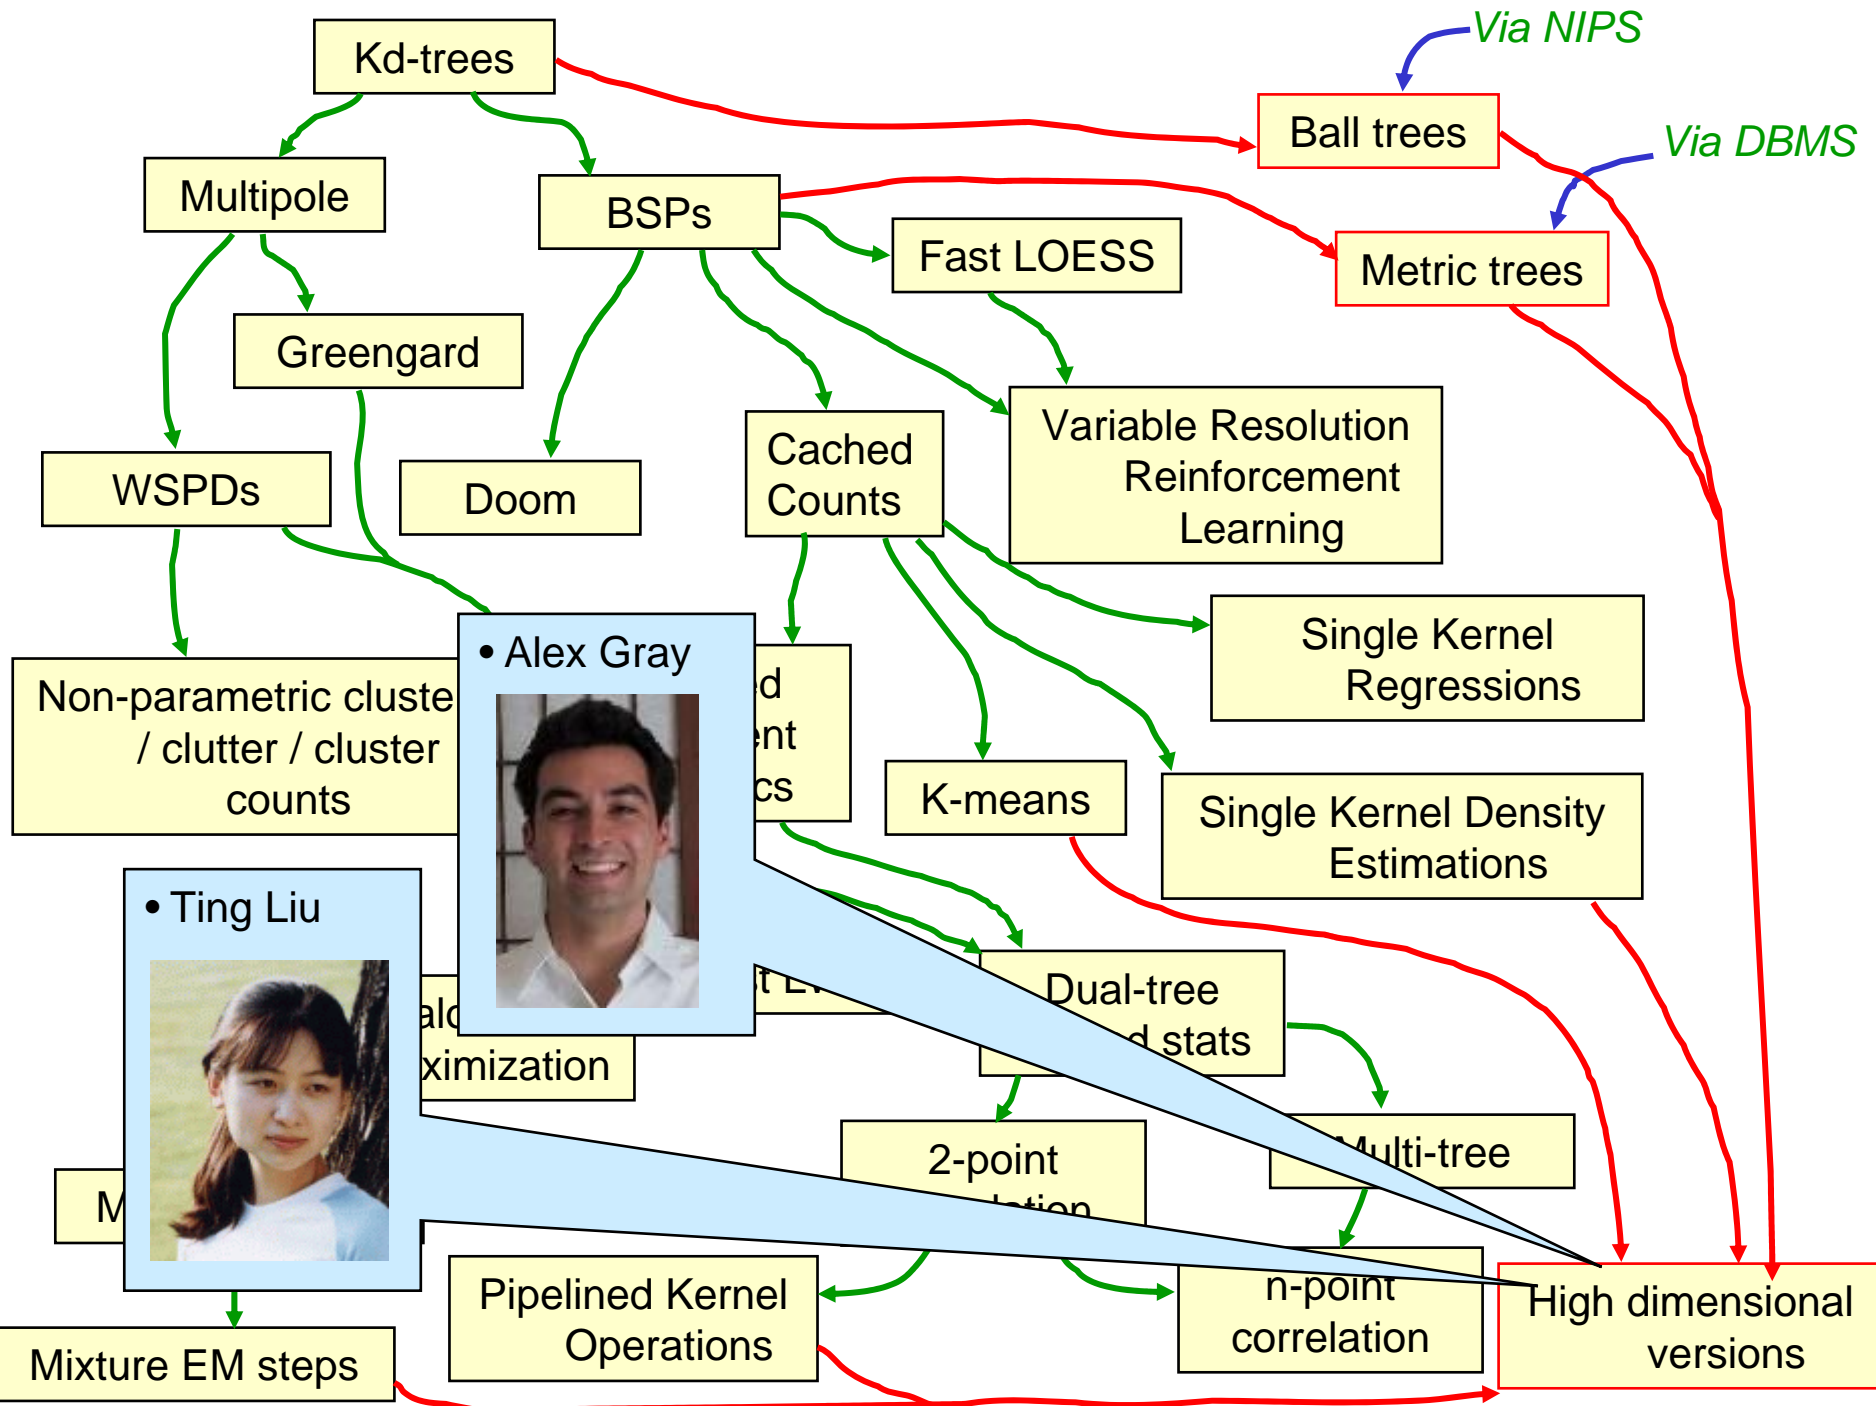 Via NIPS
Kd-trees
Ball trees
Via DBMS
Multipole
BSPs
Fast LOESS
Metric trees
Greengard
Variable Resolution
Reinforcement
Learning
Cached
Counts
WSPDs
Doom
Single Kernel
Regressions
• Alex Gray
Non-parametric cluste
/ clutter / cluster
counts
K-means
Single Kernel Density
Estimations
• Ting Liu
Dual-tree
stats
ximization
2-point
Multi-tree
Pipelined Kernel
Operations
n-point
correlation
High dimensional
versions
Mixture EM steps